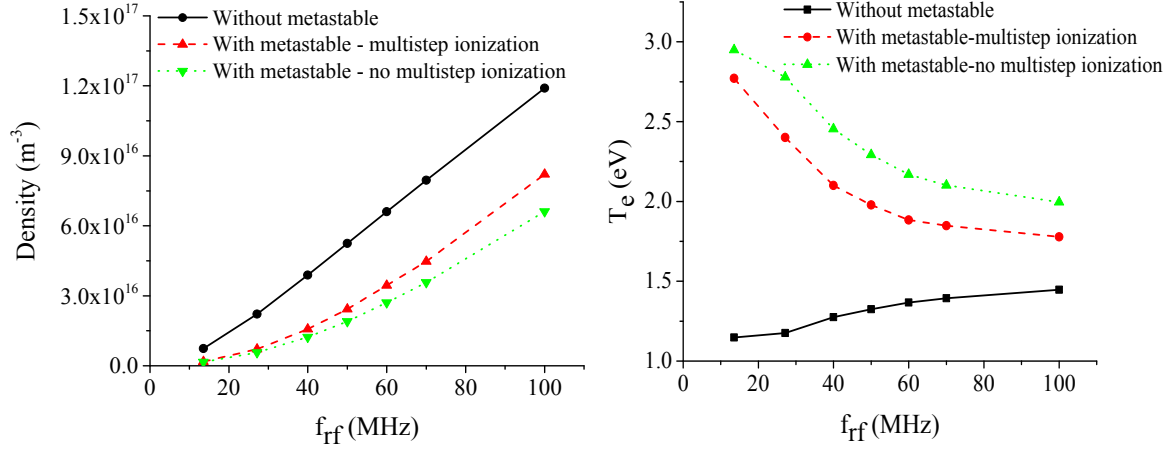 Without metastable
With metastable - multistep ionization
With metastable - no multistep ionization
1.5x10^17
1.2x10^17
9.0x10^16
6.0x10^16
3.0x10^16
0.0
Density (m^-3)
0 20 40 60 80 100
f_rf (MHz)
Without metastable
With metastable-multistep ionization
With metastable-no multistep ionization
3.0
2.5
2.0
1.5
1.0
T_e (eV)
0 20 40 60 80 100
f_rf (MHz)